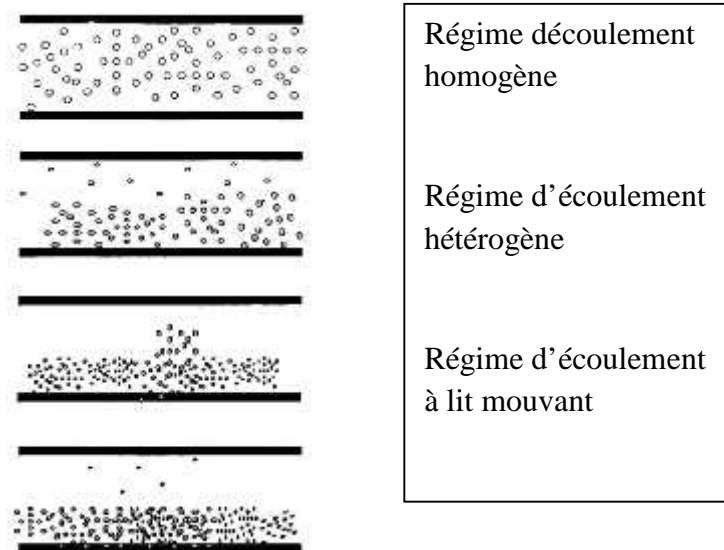 Régime découlement
homogène
Régime d'écoulement
hétérogène
Régime d'écoulement
à lit mouvant